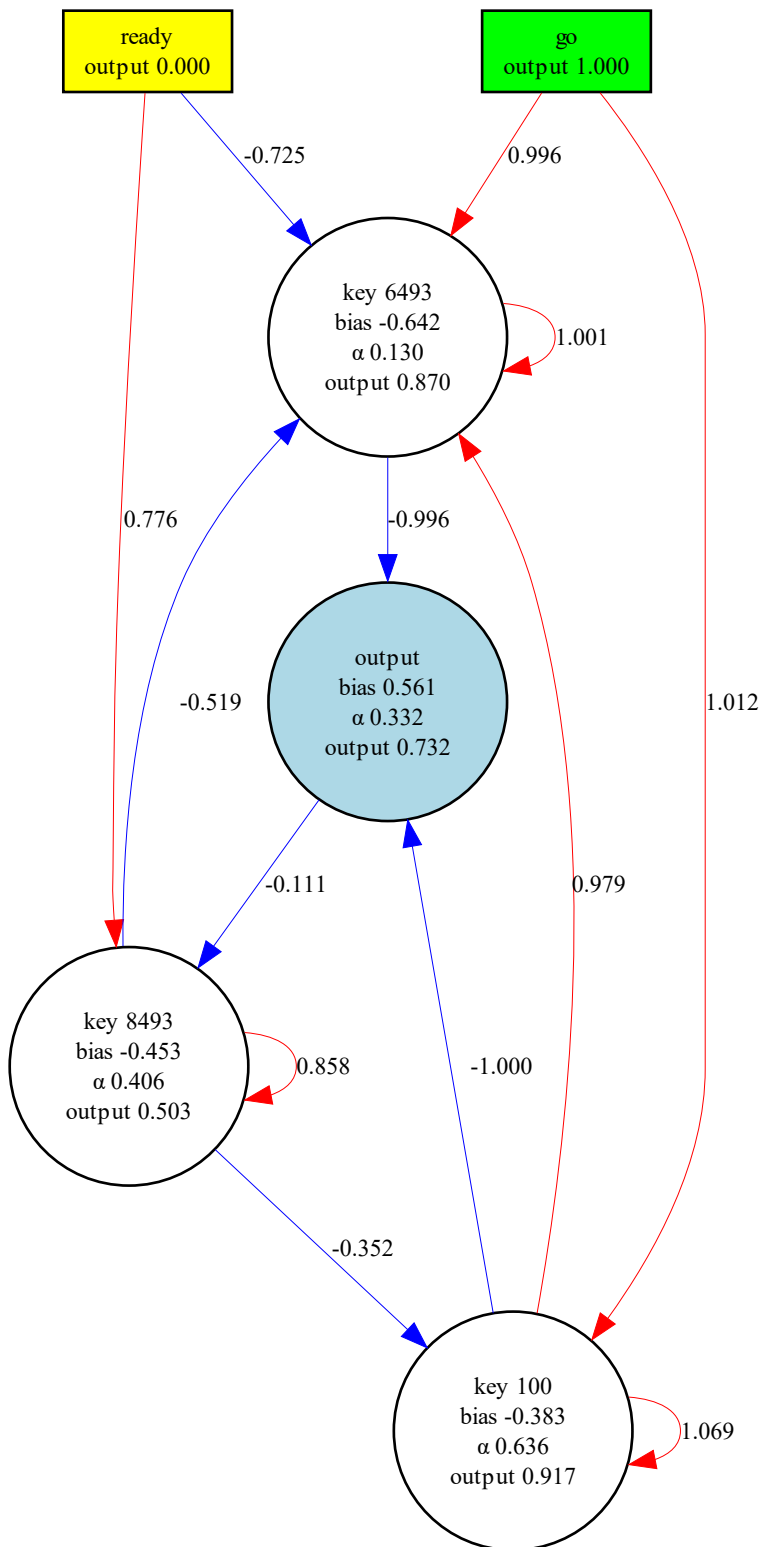 ready
output 0.000
go
output 1.000
-0.725
0.996
key 6493
bias -0.642
α 0.130
output 0.870
1.001
0.776
-0.996
output
bias 0.561
α 0.332
output 0.732
-0.519
1.012
-0.111
0.979
key 8493
bias -0.453
α 0.406
output 0.503
0.858
-1.000
-0.352
key 100
bias -0.383
α 0.636
output 0.917
1.069